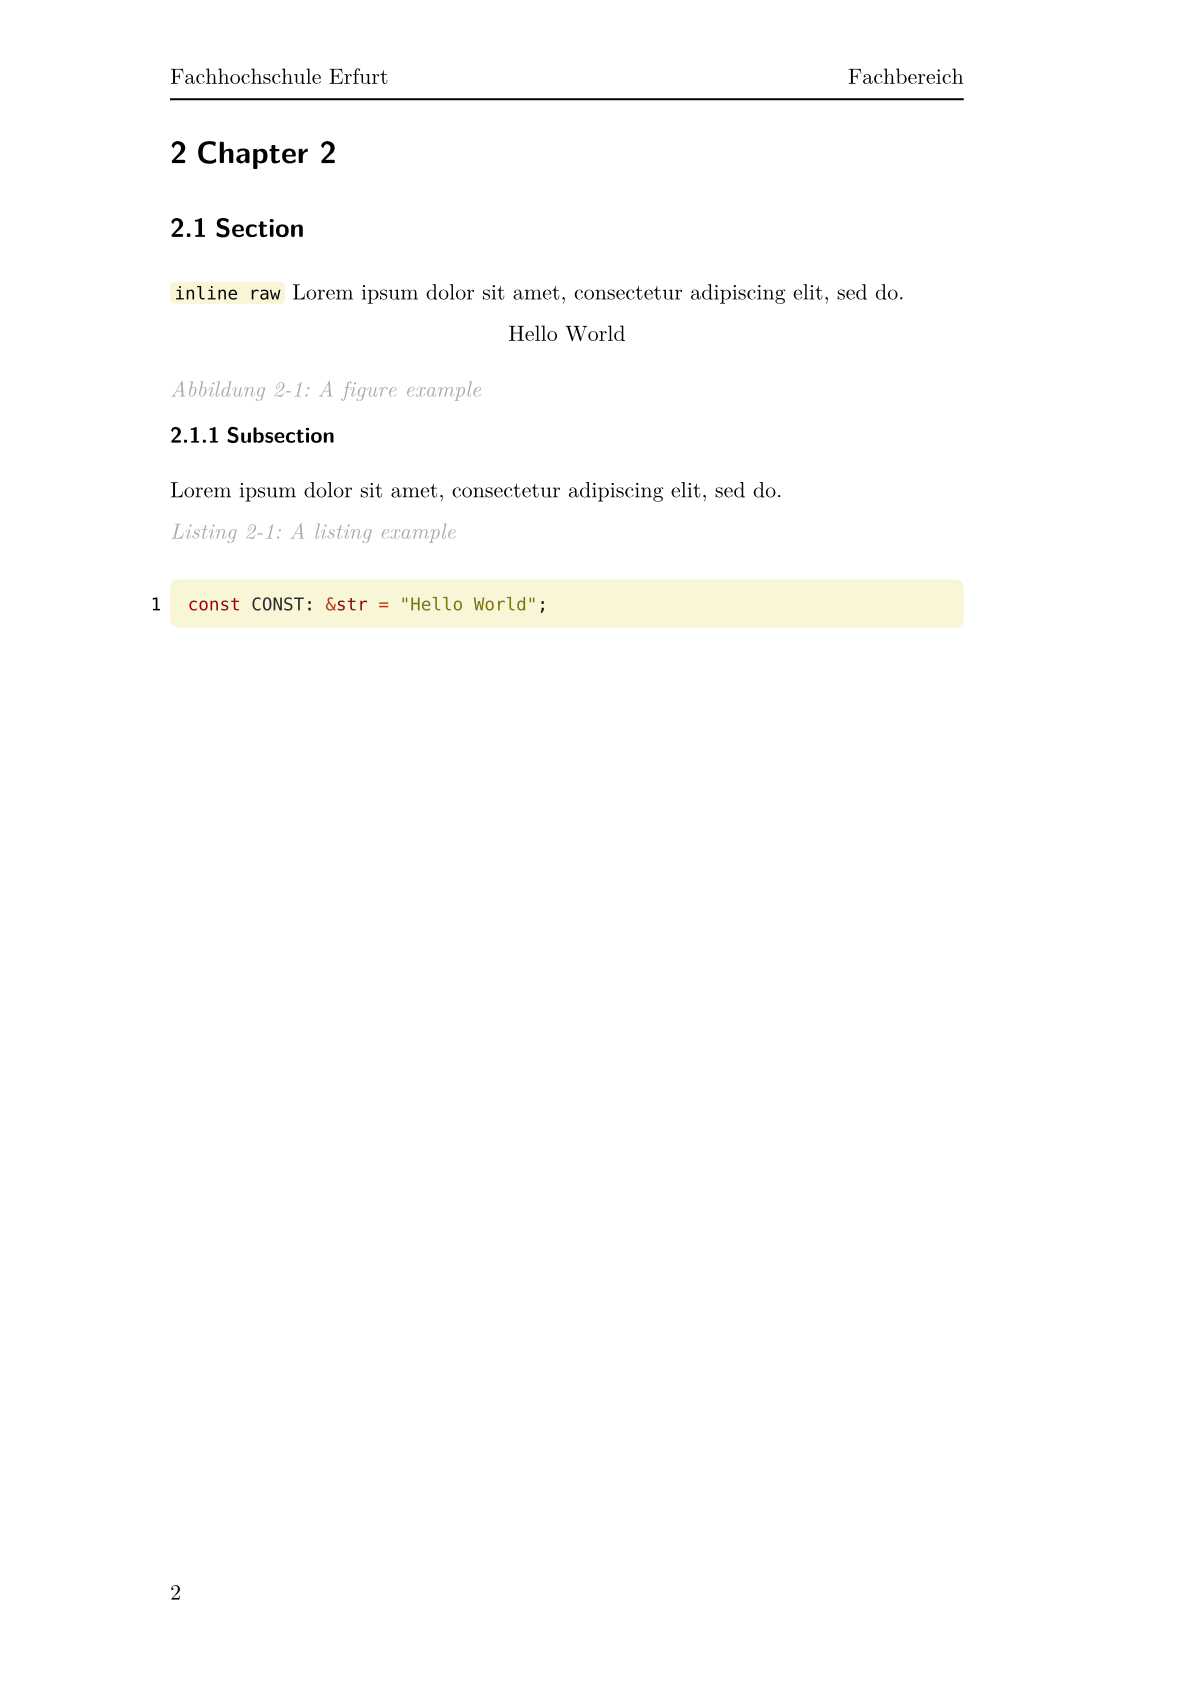 Fachhochschule Erfurt Fachbereich
2 Chapter 2
2.1 Section
inline raw Lorem ipsum dolor sit amet, consectetur adipiscing elit, sed do.
Hello World
Abbildung 2-1: A figure example
2.1.1 Subsection
Lorem ipsum dolor sit amet, consectetur adipiscing elit, sed do.
Listing 2-1: A listing example
1 const CONST: &str = "Hello World";
2